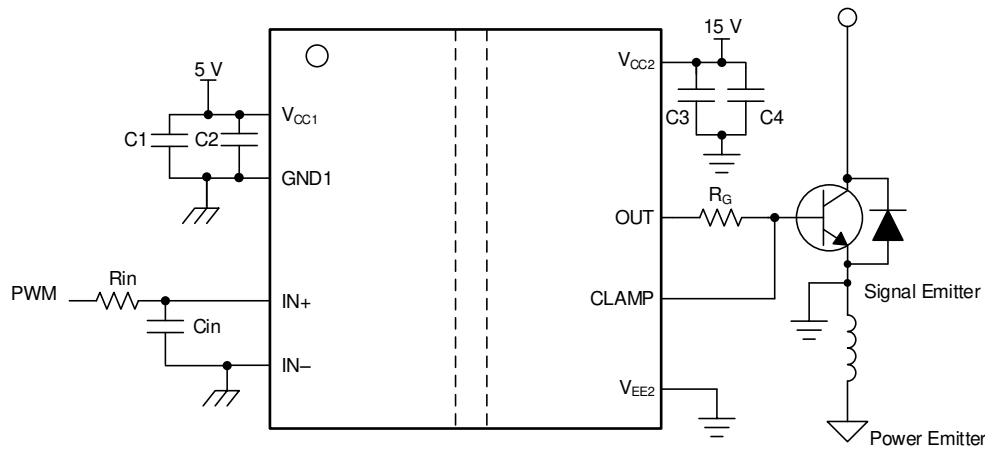 15 V
5 V
VCC2
C1
C2
VCC1
C3
C4
GND1
RG
OUT
PWM
Rin
IN+
CLAMP
Signal Emitter
Cin
IN–
VEE2
Power Emitter